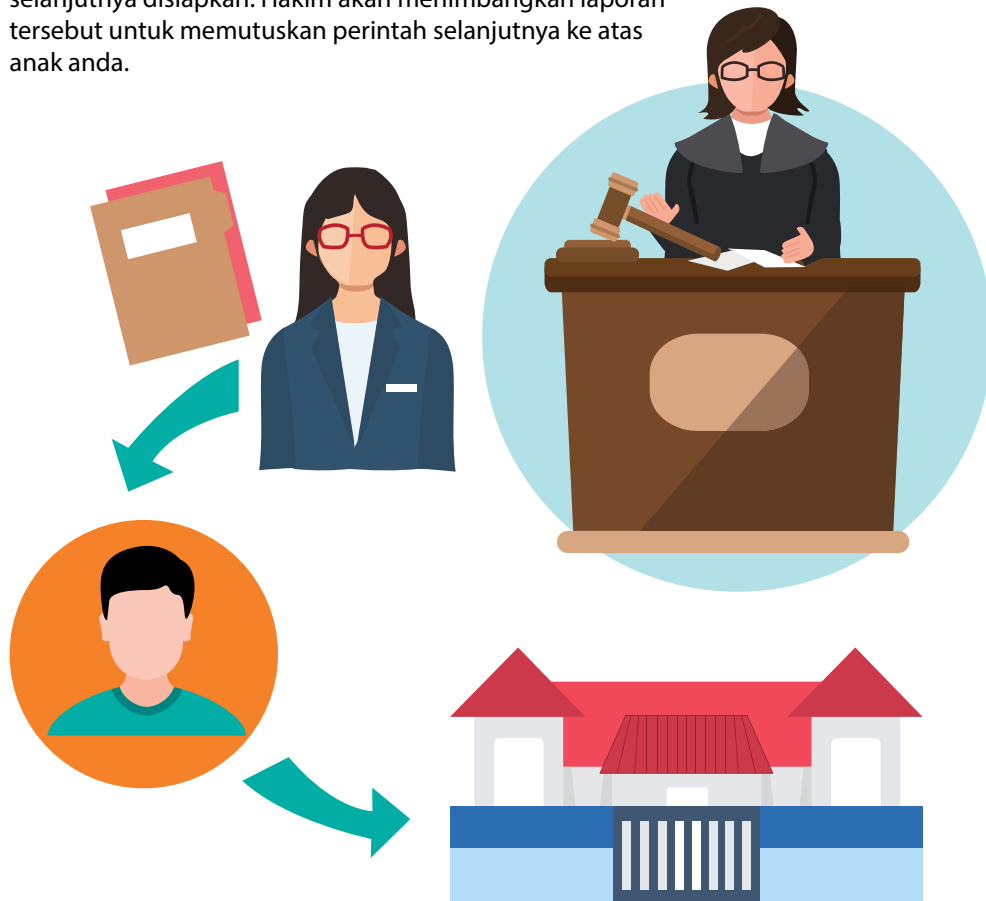 selanjutnya disiapkan. Hakim akan menimbangkan laporan
tersebut untuk memutuskan perintah selanjutnya ke atas
anak anda.